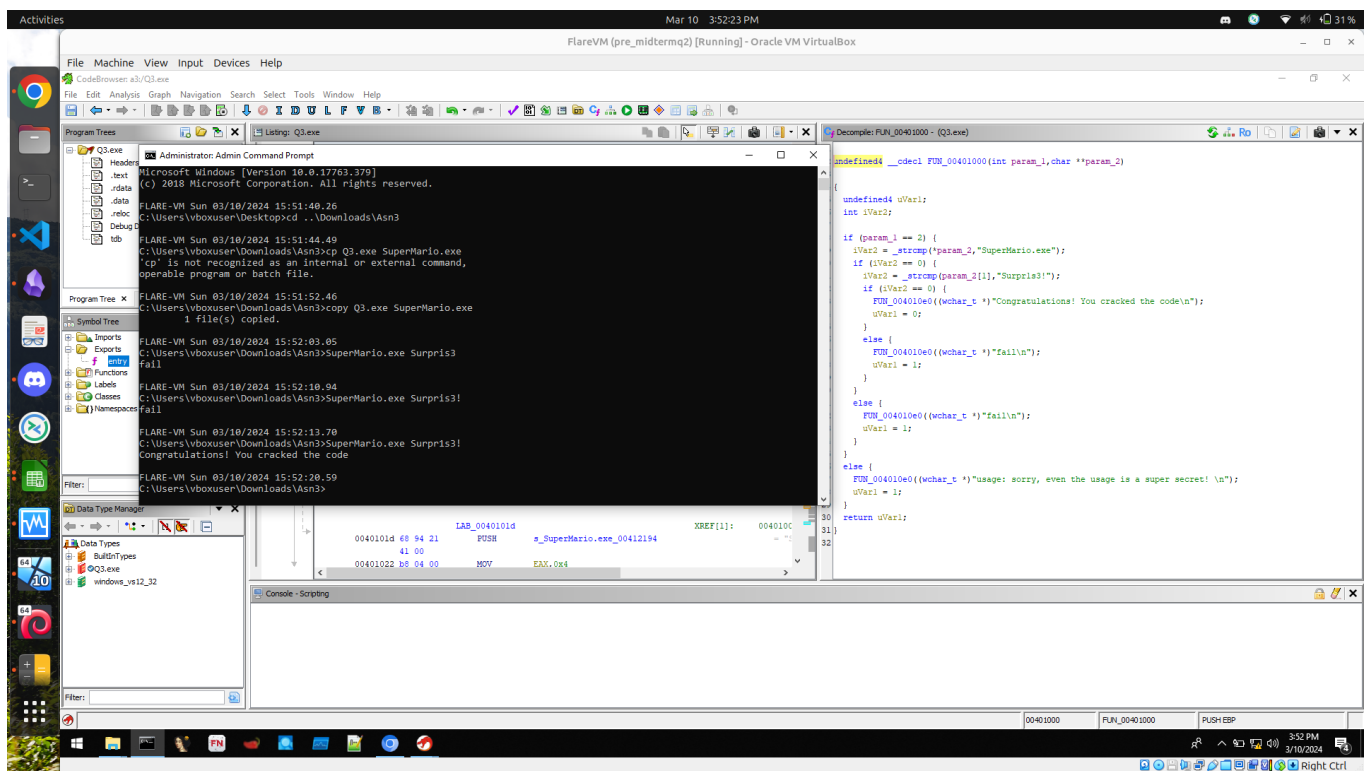 Activities
Mar 10 3:52:23 PM
31 %
FlareVM (pre_midtermq2) [Running] - Oracle VM VirtualBox
File Machine View Input Devices Help
CodeBrowser: a3:/Q3.exe
File Edit Analysis Graph Navigation Search Select Tools Window Help
I D U L F V B
Program Trees
Listing: Q3.exe
Decompile: FUN_00401000 - (Q3.exe)
Ro
Q3.exe
Headers
.text
.rdata
.data
.reloc
Debug D
tdb
Program Tree
Symbol Tree
Imports
Exports
f entry
Functions
Labels
Classes
Namespaces
Filter:
Administrator: Admin Command Prompt
Microsoft Windows [Version 10.0.17763.379]
(c) 2018 Microsoft Corporation. All rights reserved.
FLARE-VM Sun 03/10/2024 15:51:40.26
C:\Users\vboxuser\Desktop>cd ..\Downloads\Asn3
FLARE-VM Sun 03/10/2024 15:51:44.49
C:\Users\vboxuser\Downloads\Asn3>cp Q3.exe SuperMario.exe
'cp' is not recognized as an internal or external command,
operable program or batch file.
FLARE-VM Sun 03/10/2024 15:51:52.46
C:\Users\vboxuser\Downloads\Asn3>copy Q3.exe SuperMario.exe
1 file(s) copied.
FLARE-VM Sun 03/10/2024 15:52:03.05
C:\Users\vboxuser\Downloads\Asn3>SuperMario.exe Surpris3
fail
FLARE-VM Sun 03/10/2024 15:52:10.94
C:\Users\vboxuser\Downloads\Asn3>SuperMario.exe Surpris3!
fail
FLARE-VM Sun 03/10/2024 15:52:13.70
C:\Users\vboxuser\Downloads\Asn3>SuperMario.exe Surpr1s3!
Congratulations! You cracked the code
FLARE-VM Sun 03/10/2024 15:52:20.59
C:\Users\vboxuser\Downloads\Asn3>
undefined4 __cdecl FUN_00401000(int param_1,char **param_2)
{
undefined4 uVar1;
int iVar2;
if (param_1 == 2) {
iVar2 = _strcmp(*param_2,"SuperMario.exe");
if (iVar2 == 0) {
iVar2 = _strcmp(param_2[1],"Surpr1s3!");
if (iVar2 == 0) {
FUN_004010e0((wchar_t *)"Congratulations! You cracked the code\n");
uVar1 = 0;
}
else {
FUN_004010e0((wchar_t *)"fail\n");
uVar1 = 1;
}
}
else {
FUN_004010e0((wchar_t *)"fail\n");
uVar1 = 1;
}
}
else {
FUN_004010e0((wchar_t *)"usage: sorry, even the usage is a super secret! \n");
uVar1 = 1;
}
30 return uVar1;
31 }
32
Data Type Manager
Data Types
BuiltInTypes
Q3.exe
windows_vs12_32
Filter:
LAB_0040101d XREF[1]: 004010
0040101d 68 94 21 PUSH s_SuperMario.exe_00412194
41 00
00401022 b8 04 00 MOV EAX,0x4
Console - Scripting
00401000 FUN_00401000 PUSH EBP
64
10
64
FN
3:52 PM
3/10/2024
4
Right Ctrl